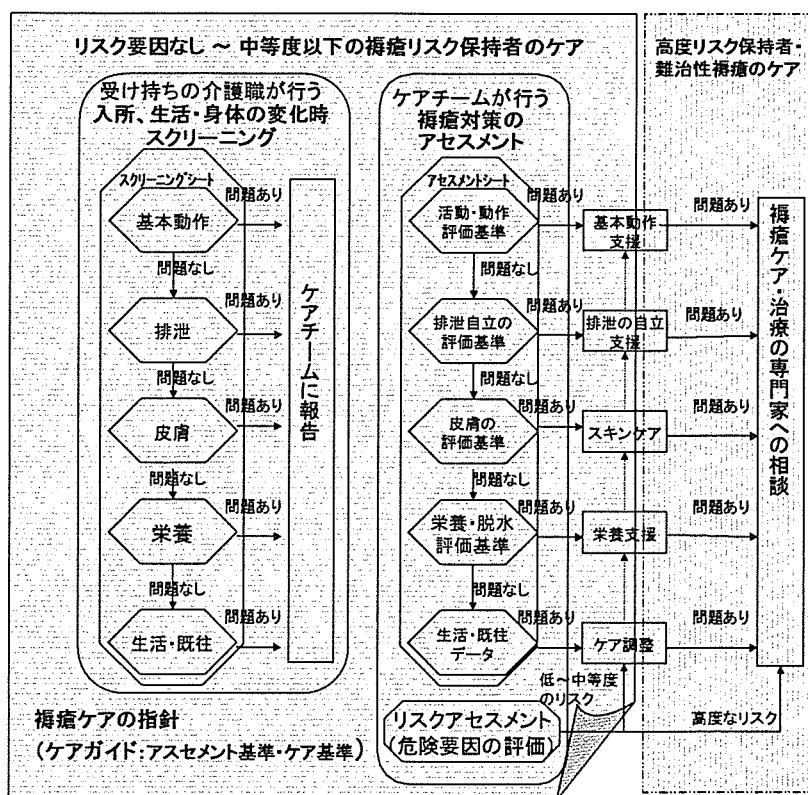 リスク要因なし ～ 中等度以下の褥瘡リスク保持者のケア
高度リスク保持者・
難治性褥瘡のケア
受け持ちの介護職が行う
入所、生活・身体の変化時
スクリーニング
スクリーニングシート
基本動作
問題あり
問題なし
排泄
問題あり
問題なし
皮膚
問題あり
問題なし
栄養
問題あり
問題なし
生活・既往
問題あり
ケアチームに報告
ケアチームが行う
褥瘡対策の
アセスメント
アセスメントシート
活動・動作
評価基準
問題あり
問題なし
排泄自立の
評価基準
問題あり
問題なし
皮膚の
評価基準
問題あり
問題なし
栄養・脱水
評価基準
問題あり
問題なし
生活・既往
データ
問題あり
基本動作
支援
問題あり
排泄の自立
支援
問題あり
スキンケア
問題あり
栄養支援
問題あり
ケア調整
問題あり
褥瘡ケア・治療の専門家への相談
低～中等度
のリスク
リスクアセスメント
(危険要因の評価)
高度なリスク
褥瘡ケアの指針
(ケアガイド:アスセメント基準・ケア基準)